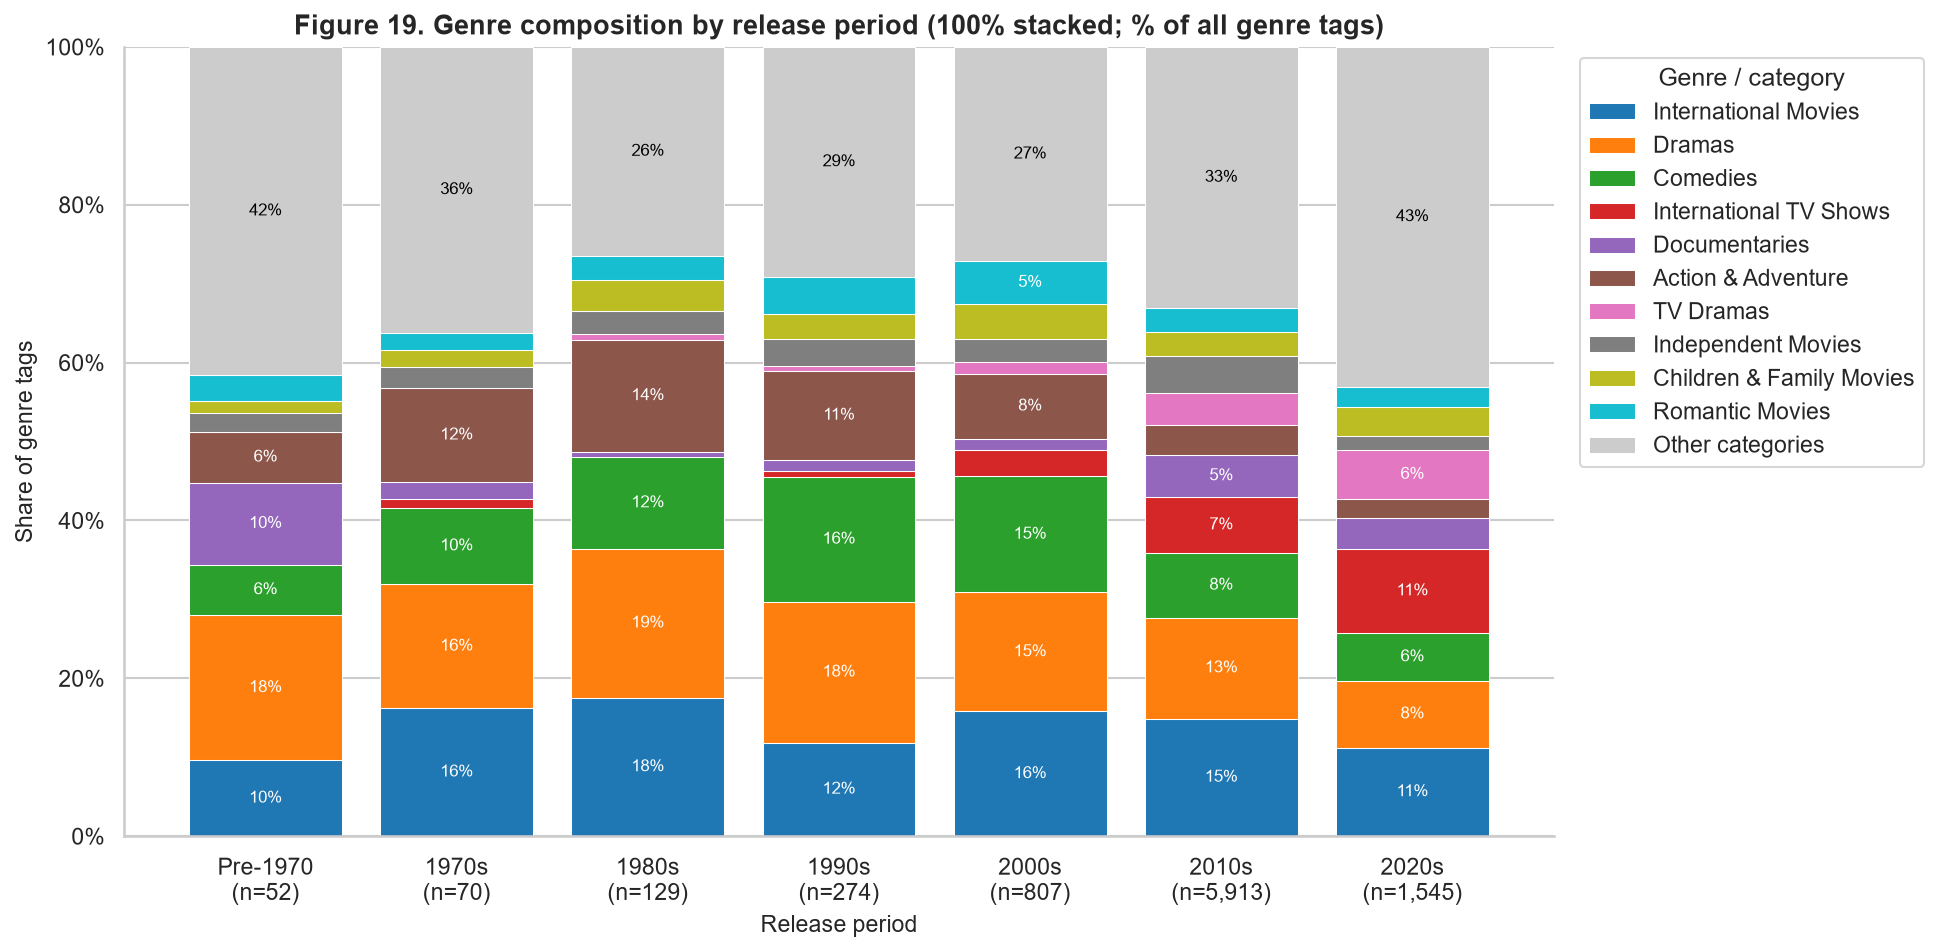 Figure 19. Genre composition by release period (100% stacked; % of all genre tags)
Share of genre tags
100%
80%
60%
40%
20%
0%
42%
6%
10%
6%
18%
10%
36%
12%
10%
16%
16%
26%
14%
12%
19%
18%
29%
11%
16%
18%
12%
27%
5%
8%
15%
15%
16%
33%
5%
7%
8%
13%
15%
43%
6%
11%
6%
8%
11%
Pre-1970
(n=52)
1970s
(n=70)
1980s
(n=129)
1990s
(n=274)
2000s
(n=807)
2010s
(n=5,913)
2020s
(n=1,545)
Release period
Genre / category
International Movies
Dramas
Comedies
International TV Shows
Documentaries
Action & Adventure
TV Dramas
Independent Movies
Children & Family Movies
Romantic Movies
Other categories